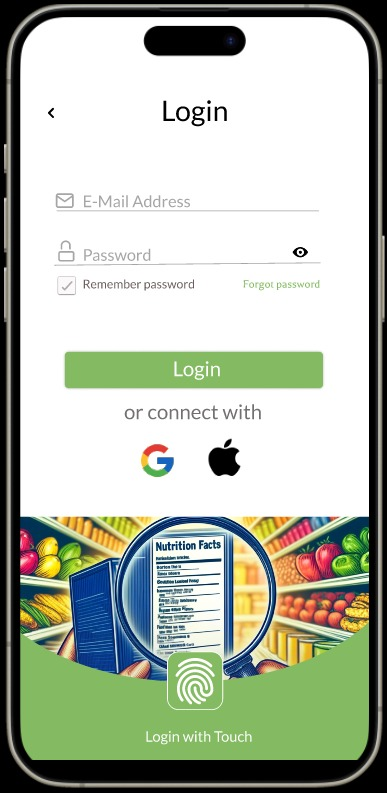 Login
E-Mail Address
Password
Remember password
Forgot password
Login
or connect with
Nutrition Facts
Login with Touch